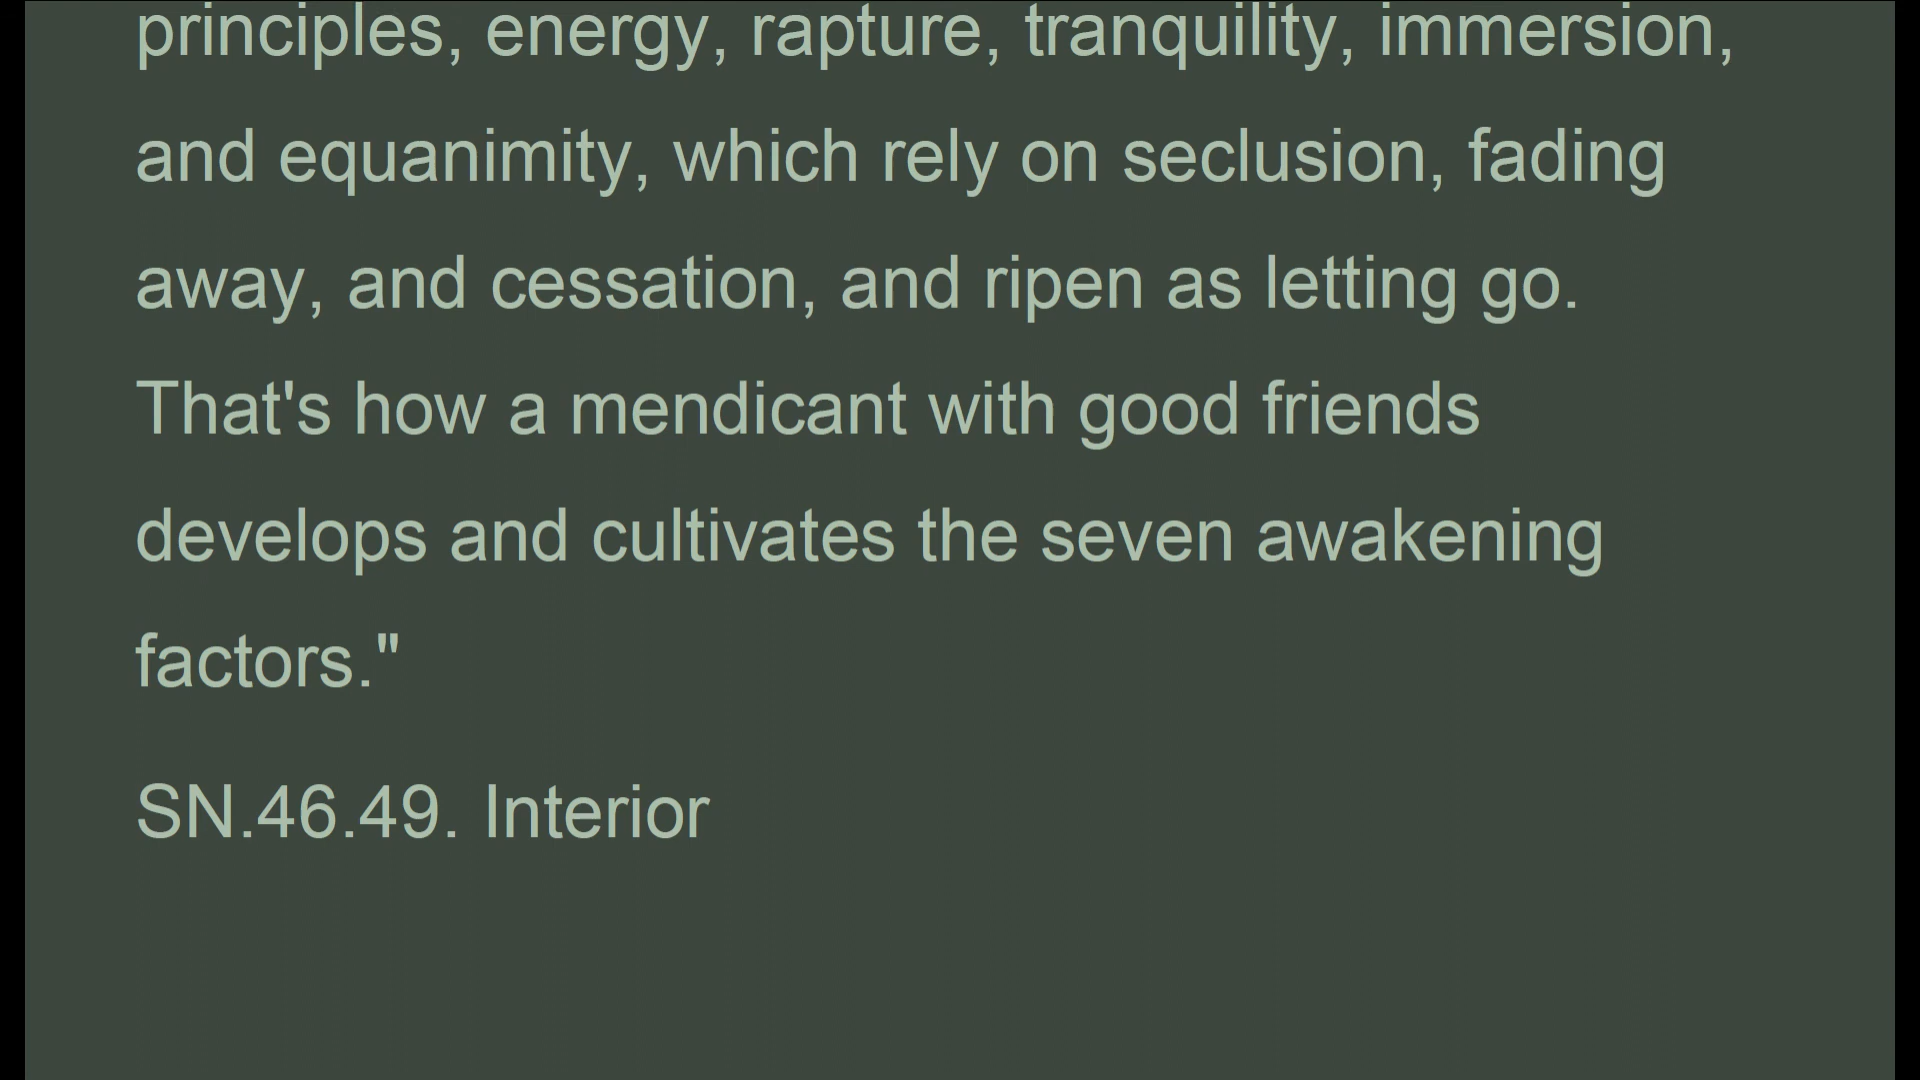 principles, energy, rapture, tranquility, immersion,
and equanimity, which rely on seclusion, fading
away, and cessation, and ripen as letting go.
That's how a mendicant with good friends
develops and cultivates the seven awakening
factors."
SN.46.49. Interior